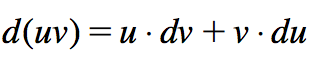 d(uv) = u · dv + v · du